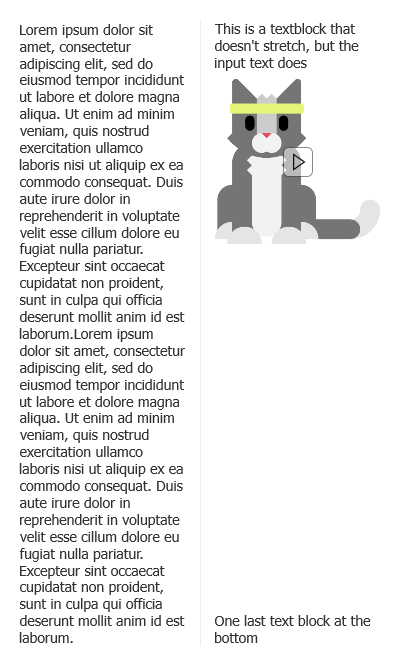 Lorem ipsum dolor sit
amet, consectetur
adipiscing elit, sed do
eiusmod tempor incididunt
ut labore et dolore magna
aliqua. Ut enim ad minim
veniam, quis nostrud
exercitation ullamco
laboris nisi ut aliquip ex ea
commodo consequat. Duis
aute irure dolor in
reprehenderit in voluptate
velit esse cillum dolore eu
fugiat nulla pariatur.
Excepteur sint occaecat
cupidatat non proident,
sunt in culpa qui officia
deserunt mollit anim id est
laborum.Lorem ipsum
dolor sit amet, consectetur
adipiscing elit, sed do
eiusmod tempor incididunt
ut labore et dolore magna
aliqua. Ut enim ad minim
veniam, quis nostrud
exercitation ullamco
laboris nisi ut aliquip ex ea
commodo consequat. Duis
aute irure dolor in
reprehenderit in voluptate
velit esse cillum dolore eu
fugiat nulla pariatur.
Excepteur sint occaecat
cupidatat non proident,
sunt in culpa qui officia
deserunt mollit anim id est
laborum.
This is a textblock that
doesn't stretch, but the
input text does
One last text block at the
bottom